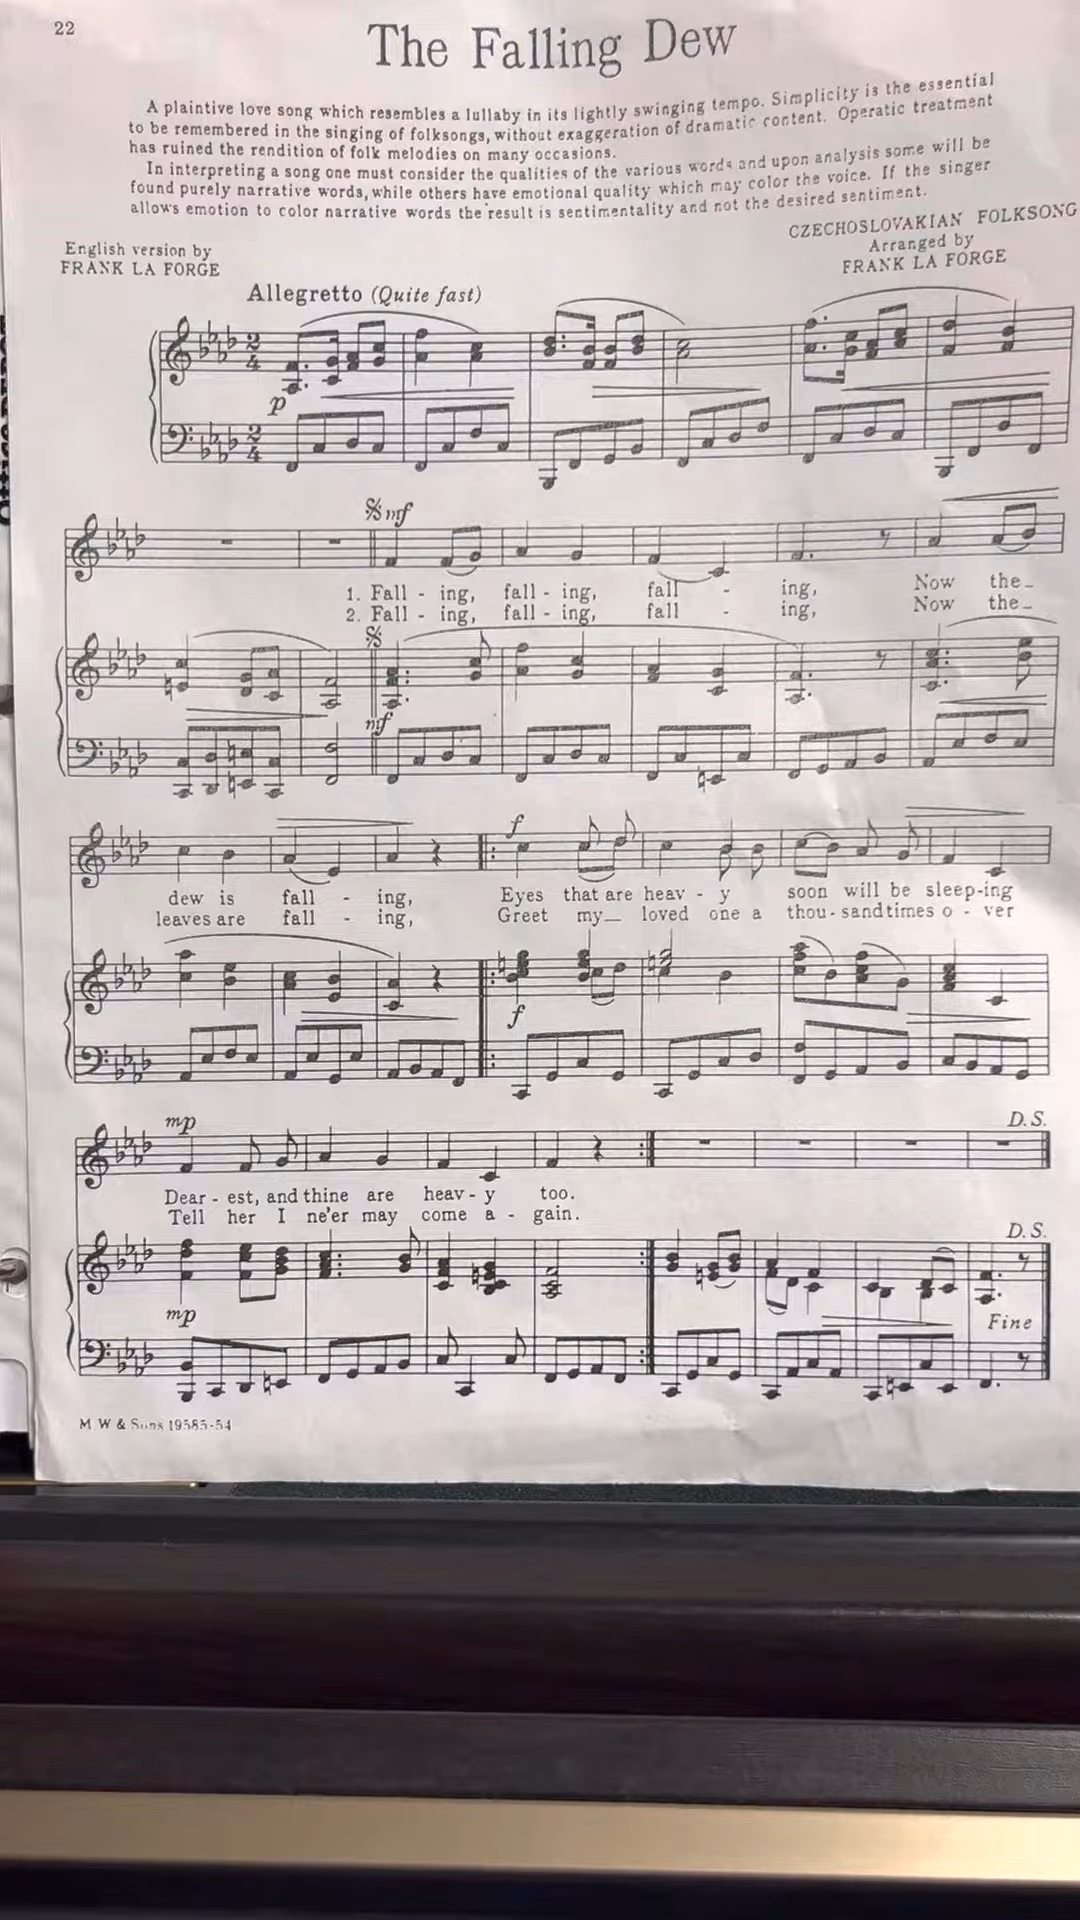 22
The Falling Dew
A plaintive love song which resembles a lullaby in its lightly swinging tempo. Simplicity is the essential
to be remembered in the singing of folksongs, without exaggeration of dramatic content. Operatic treatment
has ruined the rendition of folk melodies on many occasions.
In interpreting a song one must consider the qualities of the various words and upon analysis some will be
found purely narrative words, while others have emotional quality which may color the voice. If the singer
allows emotion to color narrative words the result is sentimentality and not the desired sentiment.
English version by
FRANK LA FORGE
CZECHOSLOVAKIAN FOLKSONG
Arranged by
FRANK LA FORGE
Allegretto (Quite fast)
2 4
p
2 4
mf
1. Fall - ing, fall - ing, fall - ing, Now the_
2. Fall - ing, fall - ing, fall - ing, Now the_
mf
f
dew is fall - ing, Eyes that are heav - y soon will be sleep-ing
leaves are fall - ing, Greet my_ loved one a thou-sand times o - ver
f
mp D.S.
Dear - est, and thine are heav - y too.
Tell her I ne'er may come a - gain.
D.S.
mp
Fine
M. W & Sons 19585-54